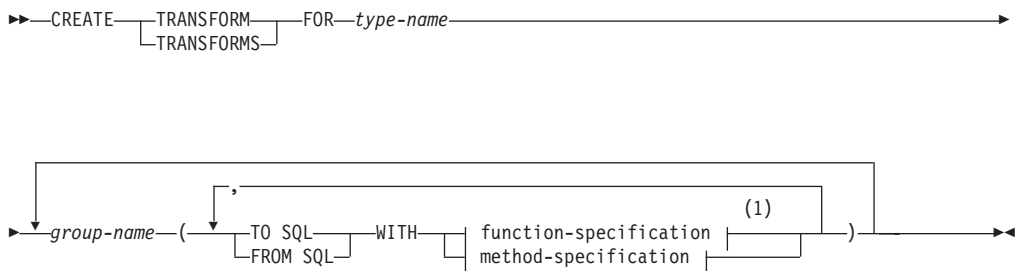 CREATE TRANSFORM FOR type-name
TRANSFORMS
,
(1)
group-name ( TO SQL WITH function-specification )
FROM SQL method-specification